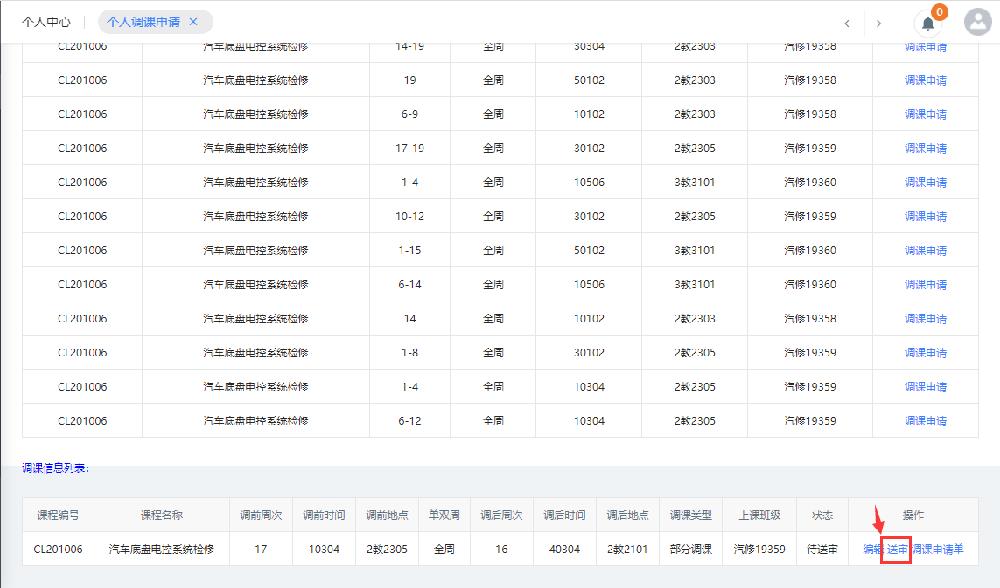 个人中心 个人调课申请 × 0
CL201006 汽车底盘电控系统检修 14-19 全周 30304 2教2303 汽修19358 调课申请
CL201006 汽车底盘电控系统检修 19 全周 50102 2教2303 汽修19358 调课申请
CL201006 汽车底盘电控系统检修 6-9 全周 10102 2教2303 汽修19358 调课申请
CL201006 汽车底盘电控系统检修 17-19 全周 30102 2教2305 汽修19359 调课申请
CL201006 汽车底盘电控系统检修 1-4 全周 10506 3教3101 汽修19360 调课申请
CL201006 汽车底盘电控系统检修 10-12 全周 30102 2教2305 汽修19359 调课申请
CL201006 汽车底盘电控系统检修 1-15 全周 50102 3教3101 汽修19360 调课申请
CL201006 汽车底盘电控系统检修 6-14 全周 10506 3教3101 汽修19360 调课申请
CL201006 汽车底盘电控系统检修 14 全周 10102 2教2303 汽修19358 调课申请
CL201006 汽车底盘电控系统检修 1-8 全周 30102 2教2305 汽修19359 调课申请
CL201006 汽车底盘电控系统检修 1-4 全周 10304 2教2305 汽修19359 调课申请
CL201006 汽车底盘电控系统检修 6-12 全周 10304 2教2305 汽修19359 调课申请
调课信息列表：
课程编号 课程名称 调前周次 调前时间 调前地点 单双周 调后周次 调后时间 调后地点 调课类型 上课班级 状态 操作
CL201006 汽车底盘电控系统检修 17 10304 2教2305 全周 16 40304 2教2101 部分调课 汽修19359 待送审 编辑 送审 调课申请单